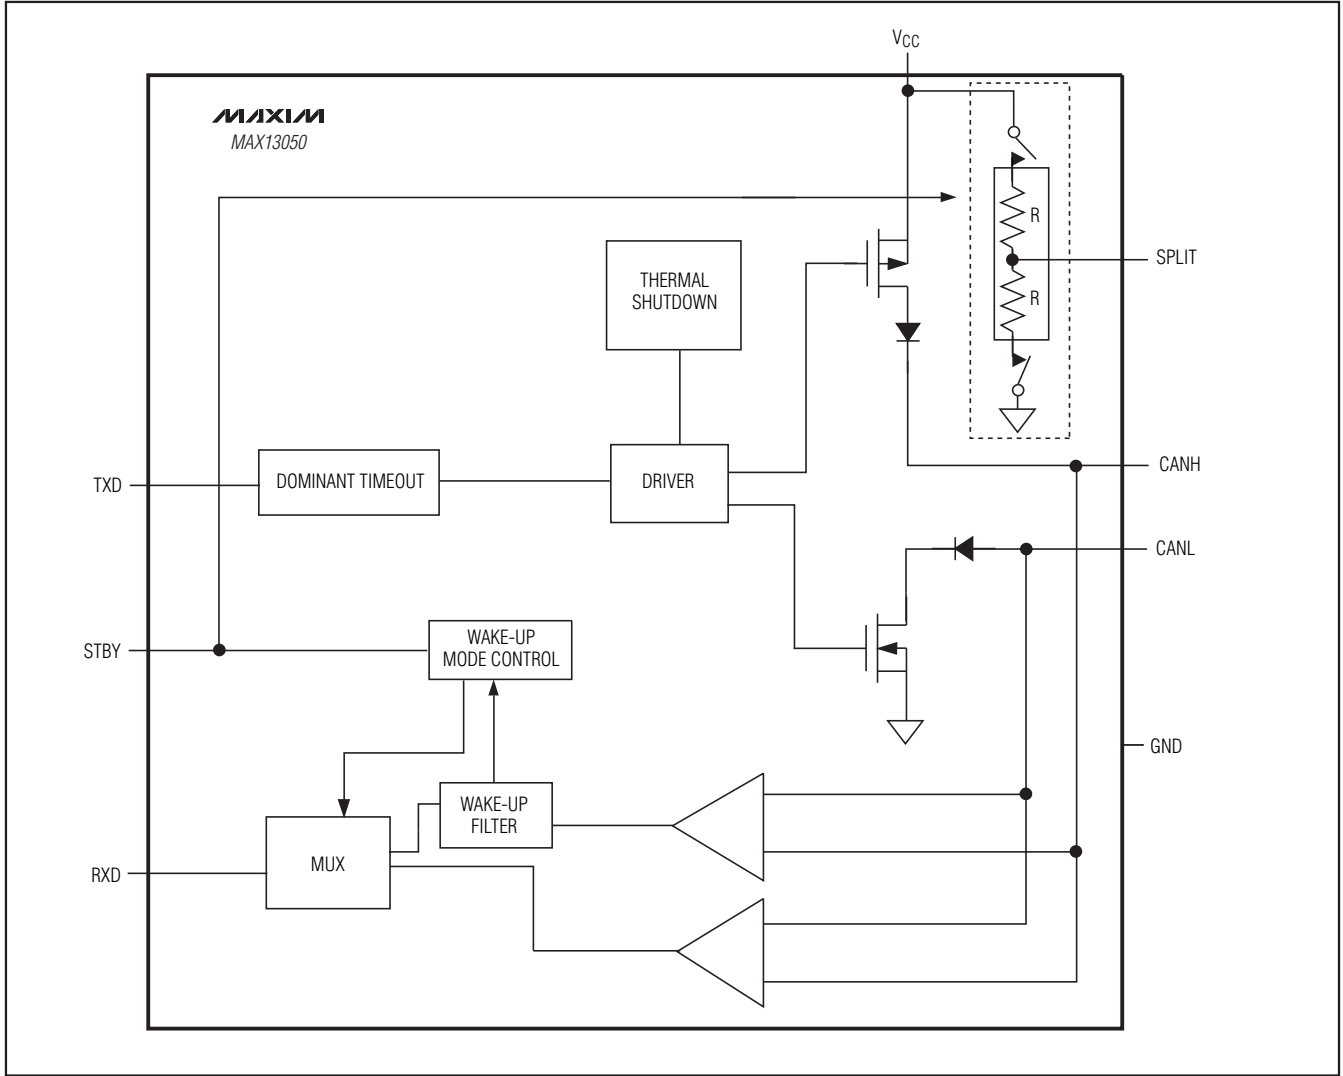 VCC
MAXIM
MAX13050
R
SPLIT
THERMAL
SHUTDOWN
R
CANH
TXD
DOMINANT TIMEOUT
DRIVER
CANL
STBY
WAKE-UP
MODE CONTROL
GND
WAKE-UP
FILTER
MUX
RXD